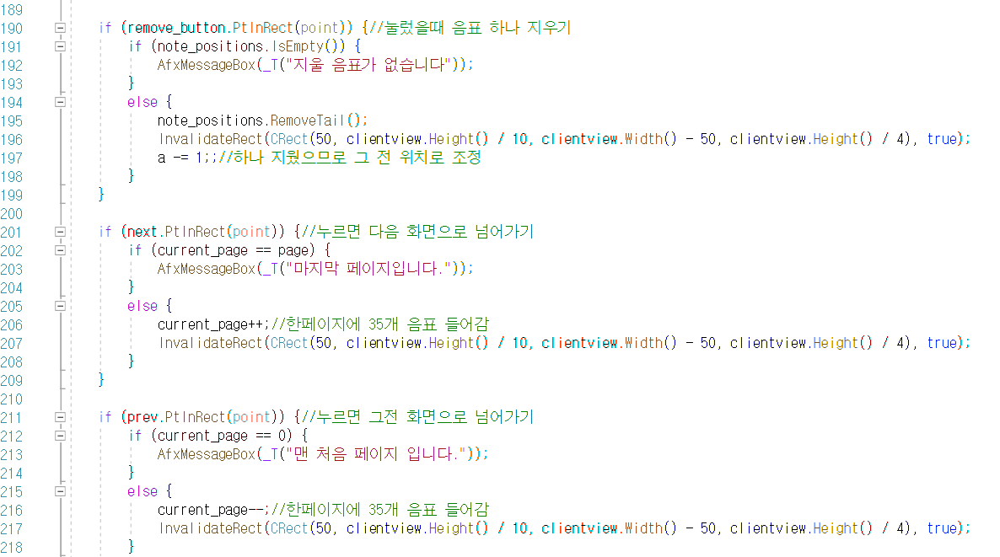 189
190 if (remove_button.PtInRect(point)) {//눌렀을때 음표 하나 지우기
191 if (note_positions.IsEmpty()) {
192 AfxMessageBox(_T("지울 음표가 없습니다"));
193 }
194 else {
195 note_positions.RemoveTail();
196 InvalidateRect(CRect(50, clientview.Height() / 10, clientview.Width() - 50, clientview.Height() / 4), true);
197 a -= 1;;//하나 지웠으므로 그 전 위치로 조정
198 }
199 }
200
201 if (next.PtInRect(point)) {//누르면 다음 화면으로 넘어가기
202 if (current_page == page) {
203 AfxMessageBox(_T("마지막 페이지입니다."));
204 }
205 else {
206 current_page++;//한페이지에 35개 음표 들어감
207 InvalidateRect(CRect(50, clientview.Height() / 10, clientview.Width() - 50, clientview.Height() / 4), true);
208 }
209 }
210
211 if (prev.PtInRect(point)) {//누르면 그전 화면으로 넘어가기
212 if (current_page == 0) {
213 AfxMessageBox(_T("맨 처음 페이지 입니다."));
214 }
215 else {
216 current_page--;//한페이지에 35개 음표 들어감
217 InvalidateRect(CRect(50, clientview.Height() / 10, clientview.Width() - 50, clientview.Height() / 4), true);
218 }